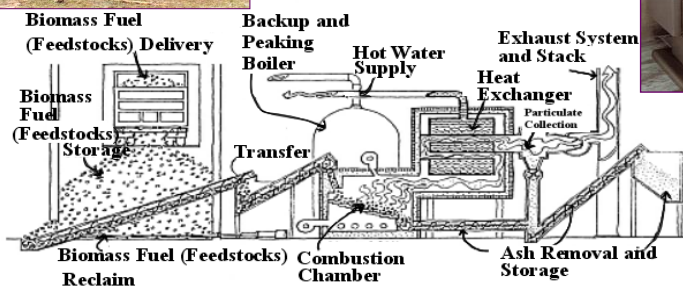 Biomass Fuel
(Feedstocks) Delivery
Backup and
Peaking
Boiler
Hot Water
Supply
Exhaust System
and Stack
Heat
Exchanger
Particulate
Collection
Biomass
Fuel
(Feedstocks)
Storage
Transfer
Biomass Fuel (Feedstocks)
Reclaim
Combustion
Chamber
Ash Removal and
Storage